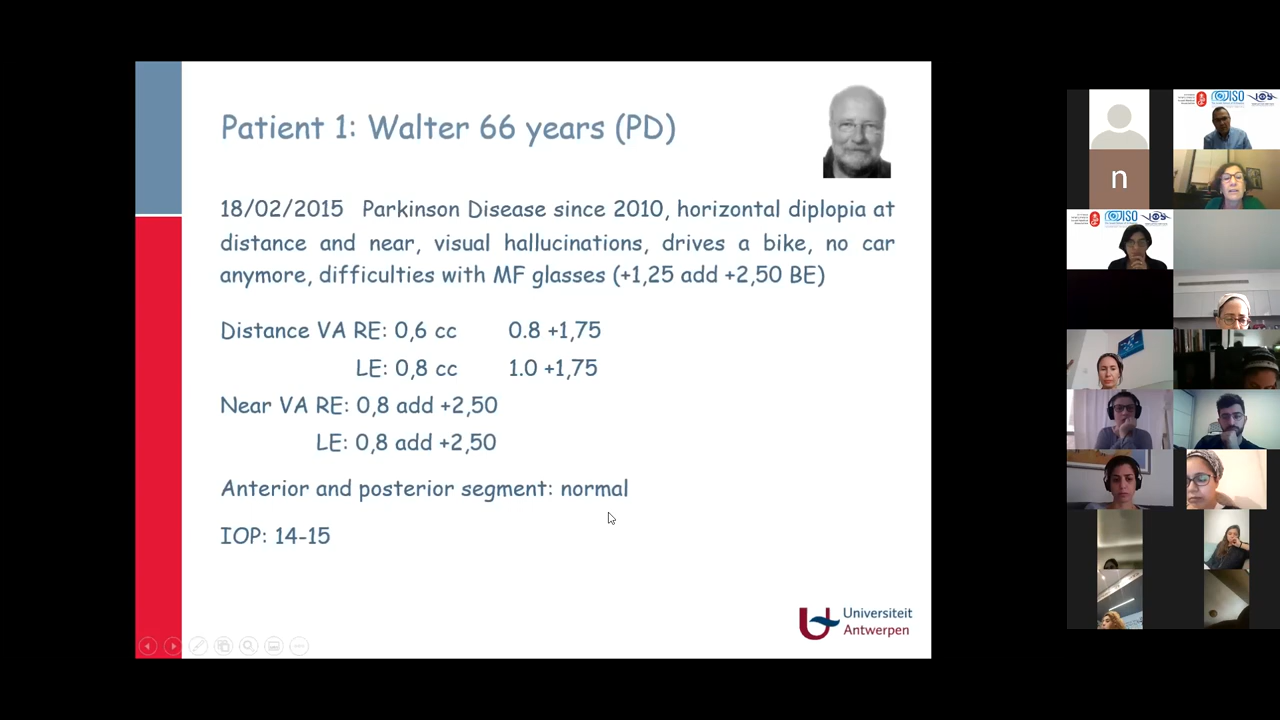 Patient 1: Walter 66 years (PD)
18/02/2015 Parkinson Disease since 2010, horizontal diplopia at
distance and near, visual hallucinations, drives a bike, no car
anymore, difficulties with MF glasses (+1,25 add +2,50 BE)
Distance VA RE: 0,6 cc 0.8 +1,75
LE: 0,8 cc 1.0 +1,75
Near VA RE: 0,8 add +2,50
LE: 0,8 add +2,50
Anterior and posterior segment: normal
IOP: 14-15
Universiteit
Antwerpen
n
ISO
ISO